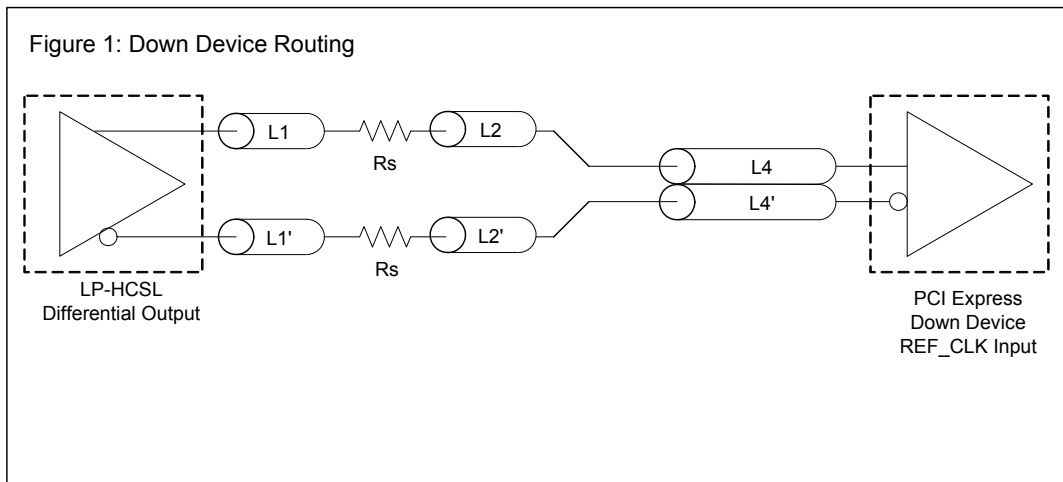 Figure 1: Down Device Routing
L1
Rs
L2
L4
L4'
L1'
Rs
L2'
LP-HCSL
Differential Output
PCI Express
Down Device
REF_CLK Input